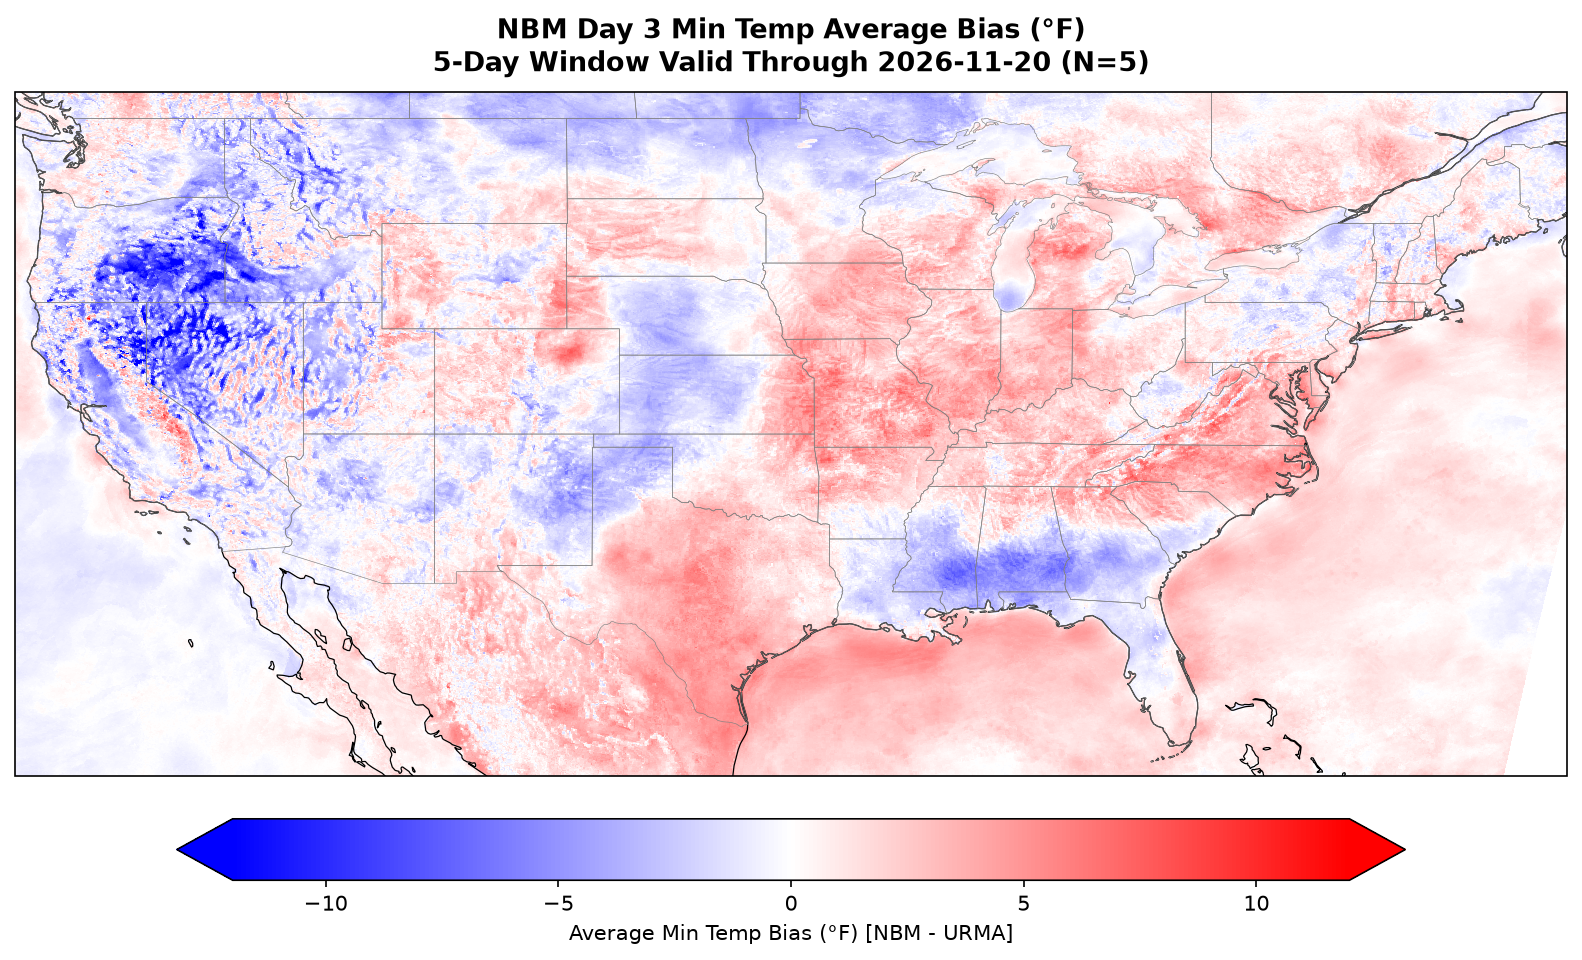 NBM Day 3 Min Temp Average Bias (°F)
5-Day Window Valid Through 2026-11-20 (N=5)
−10 −5 0 5 10
Average Min Temp Bias (°F) [NBM - URMA]